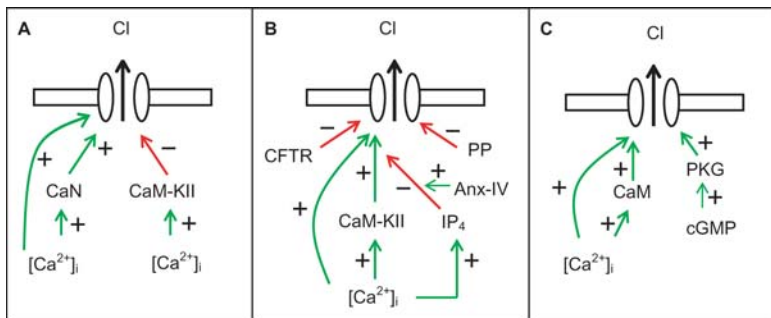 A
Cl
+
+
−
CaN
CaM-KII
+
+
[Ca²⁺]ᵢ
[Ca²⁺]ᵢ
B
Cl
−
−
CFTR
PP
+
+
−
Anx-IV
+
CaM-KII
IP₄
+
+
[Ca²⁺]ᵢ
C
Cl
+
+
PKG
+
CaM
+
+
cGMP
[Ca²⁺]ᵢ